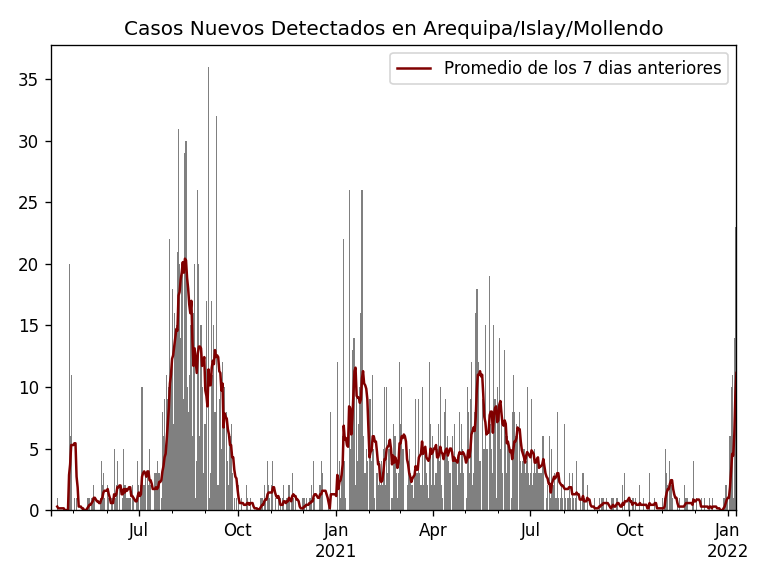 Casos Nuevos Detectados en Arequipa/Islay/Mollendo
Promedio de los 7 dias anteriores
35
30
25
20
15
10
5
0
Jul
Oct
Jan
2021
Apr
Jul
Oct
Jan
2022